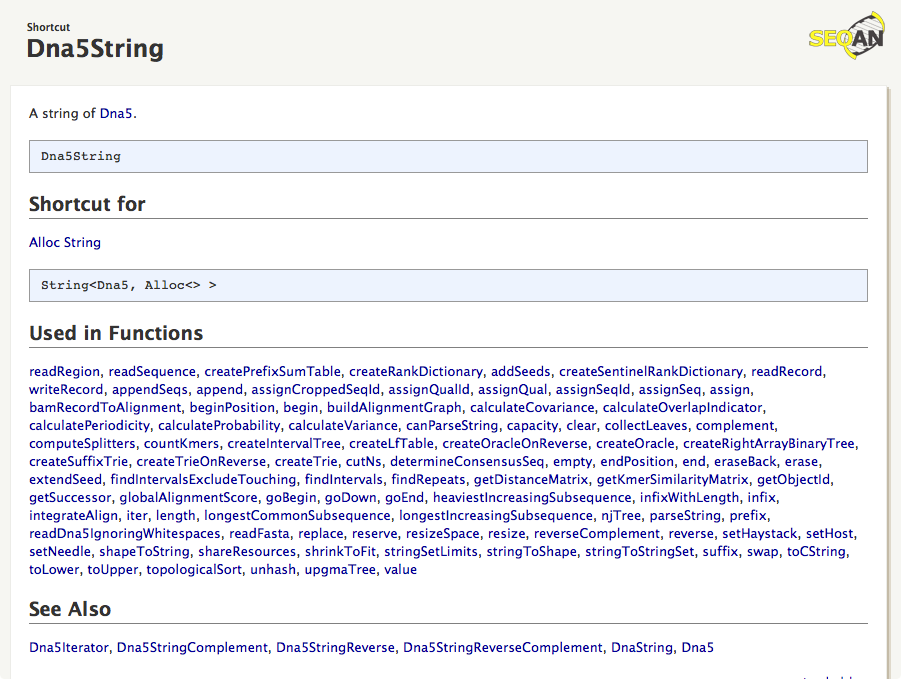 Shortcut
Dna5String
SEQAN
A string of Dna5.
Dna5String
Shortcut for
Alloc String
String<Dna5, Alloc<> >
Used in Functions
readRegion, readSequence, createPrefixSumTable, createRankDictionary, addSeeds, createSentinelRankDictionary, readRecord,
writeRecord, appendSeqs, append, assignCroppedSeqId, assignQualId, assignQual, assignSeqId, assignSeq, assign,
bamRecordToAlignment, beginPosition, begin, buildAlignmentGraph, calculateCovariance, calculateOverlapIndicator,
calculatePeriodicity, calculateProbability, calculateVariance, canParseString, capacity, clear, collectLeaves, complement,
computeSplitters, countKmers, createIntervalTree, createLfTable, createOracleOnReverse, createOracle, createRightArrayBinaryTree,
createSuffixTrie, createTrieOnReverse, createTrie, cutNs, determineConsensusSeq, empty, endPosition, end, eraseBack, erase,
extendSeed, findIntervalsExcludeTouching, findIntervals, findRepeats, getDistanceMatrix, getKmerSimilarityMatrix, getObjectId,
getSuccessor, globalAlignmentScore, goBegin, goDown, goEnd, heaviestIncreasingSubsequence, infixWithLength, infix,
integrateAlign, iter, length, longestCommonSubsequence, longestIncreasingSubsequence, njTree, parseString, prefix,
readDna5IgnoringWhitespaces, readFasta, replace, reserve, resizeSpace, resize, reverseComplement, reverse, setHaystack, setHost,
setNeedle, shapeToString, shareResources, shrinkToFit, stringSetLimits, stringToShape, stringToStringSet, suffix, swap, toCString,
toLower, toUpper, topologicalSort, unhash, upgmaTree, value
See Also
Dna5Iterator, Dna5StringComplement, Dna5StringReverse, Dna5StringReverseComplement, DnaString, Dna5